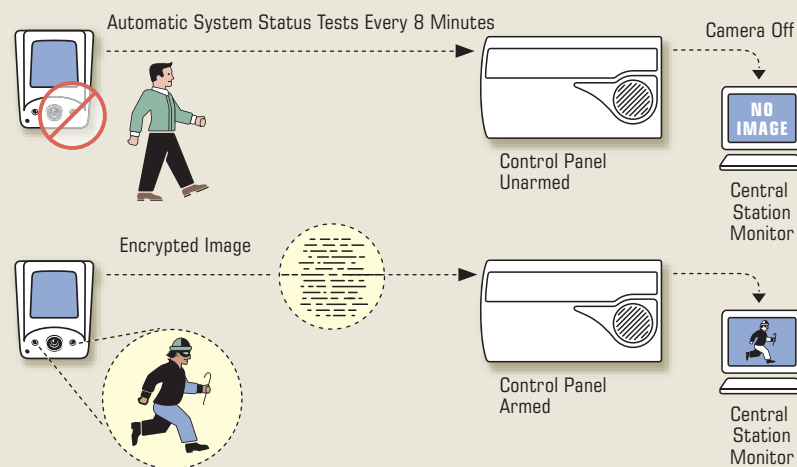 Automatic System Status Tests Every 8 Minutes
Camera Off
NO
IMAGE
Control Panel
Unarmed
Central
Station
Monitor
Encrypted Image
Control Panel
Armed
Central
Station
Monitor